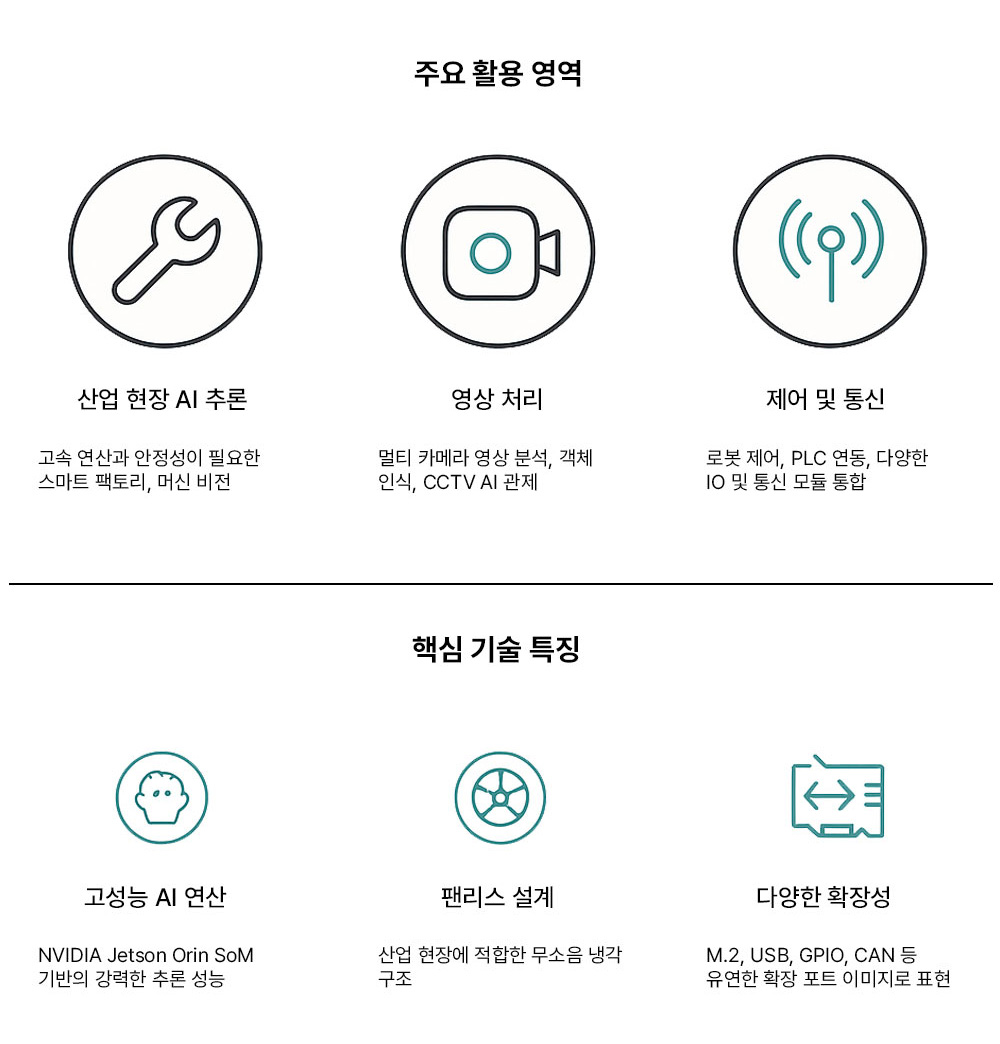 주요 활용 영역
산업 현장 AI 추론
고속 연산과 안정성이 필요한
스마트 팩토리, 머신 비전
영상 처리
멀티 카메라 영상 분석, 객체
인식, CCTV AI 관제
제어 및 통신
로봇 제어, PLC 연동, 다양한
IO 및 통신 모듈 통합
핵심 기술 특징
고성능 AI 연산
NVIDIA Jetson Orin SoM
기반의 강력한 추론 성능
팬리스 설계
산업 현장에 적합한 무소음 냉각
구조
다양한 확장성
M.2, USB, GPIO, CAN 등
유연한 확장 포트 이미지로 표현